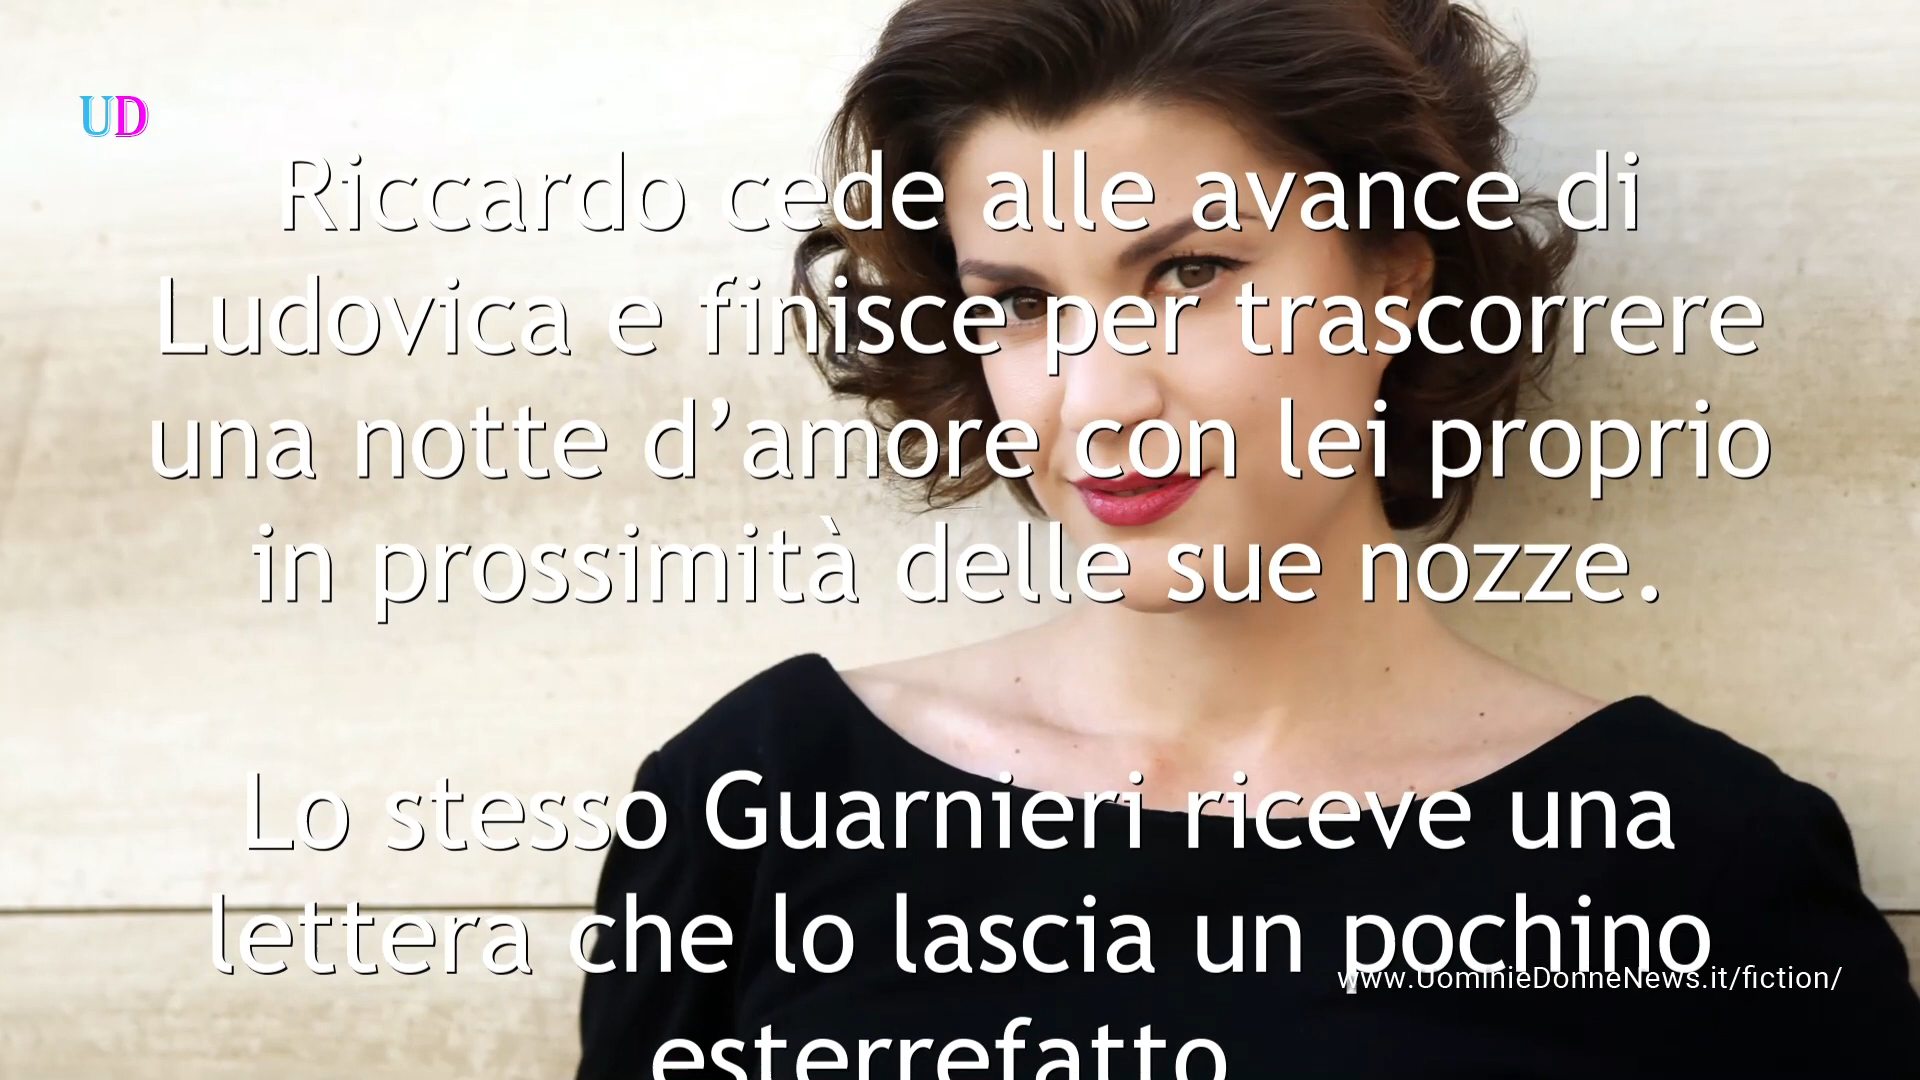 UD
Riccardo cede alle avance di
Ludovica e finisce per trascorrere
una notte d’amore con lei proprio
in prossimità delle sue nozze.
Lo stesso Guarnieri riceve una
lettera che lo lascia un pochino
www.UominieDonneNews.it/fiction/
esterrefatto